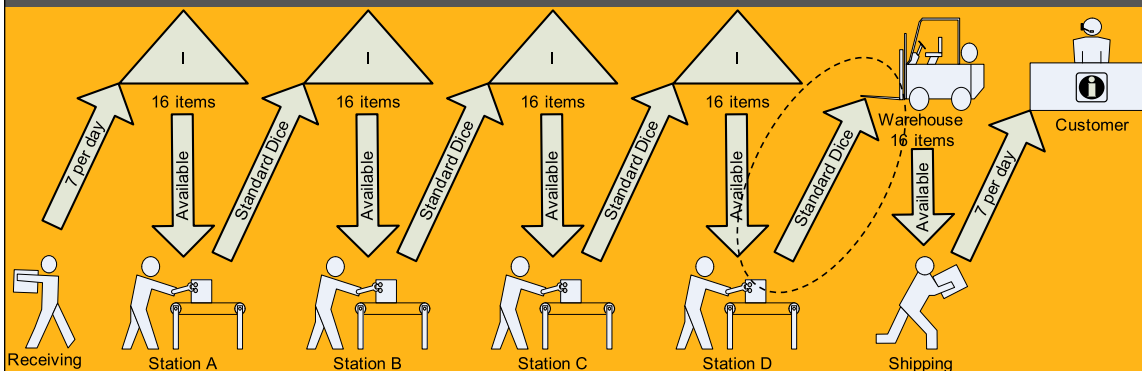 I
I
I
I
16 items
16 items
16 items
16 items
Warehouse
16 items
Customer
7 per day
Available
Standard Dice
Available
Standard Dice
Available
Standard Dice
Available
Standard Dice
Available
7 per day
i
Receiving
Station A
Station B
Station C
Station D
Shipping